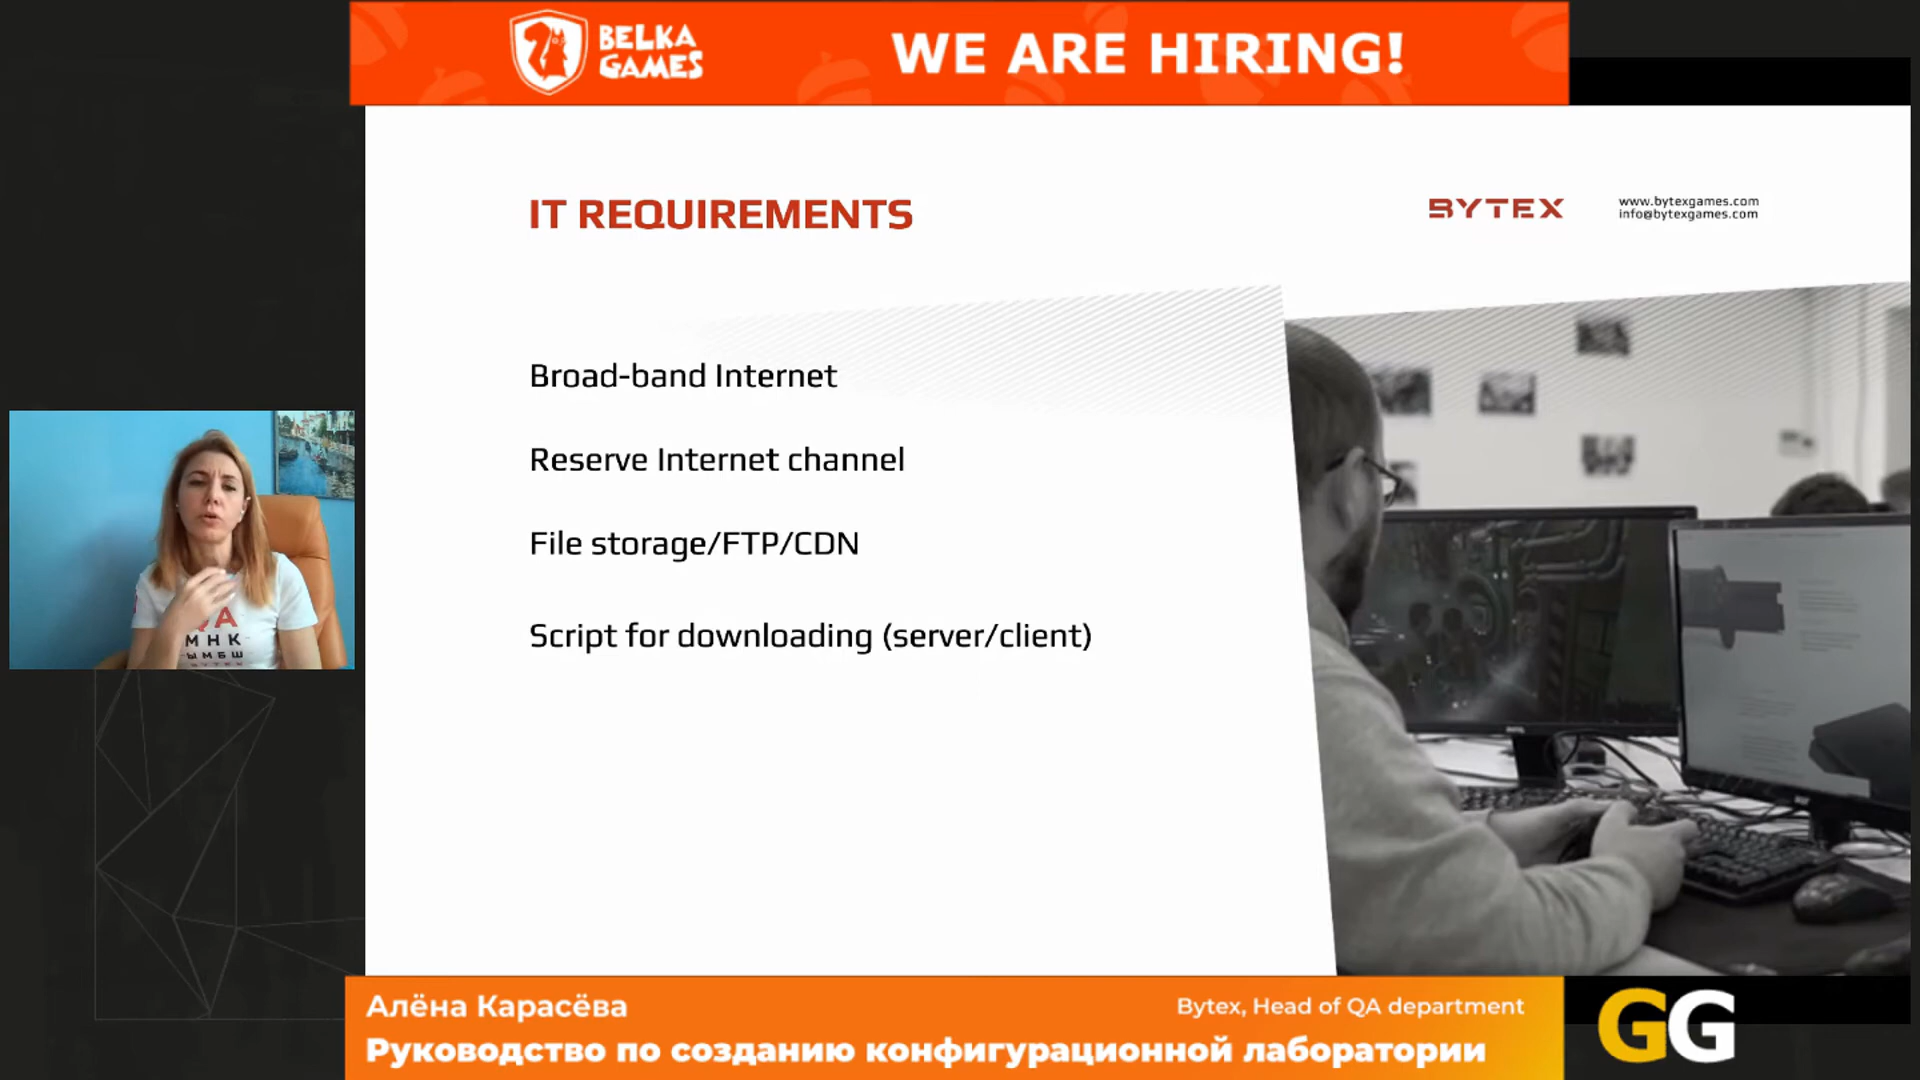 BELKA
GAMES
WE ARE HIRING!
IT REQUIREMENTS
BYTEX
www.bytexgames.com
info@bytexgames.com
Broad-band Internet
Reserve Internet channel
File storage/FTP/CDN
Script for downloading (server/client)
QA
М Н К
Ы М Б Ш
Алёна Карасёва
Bytex, Head of QA department
Руководство по созданию конфигурационной лаборатории
GG